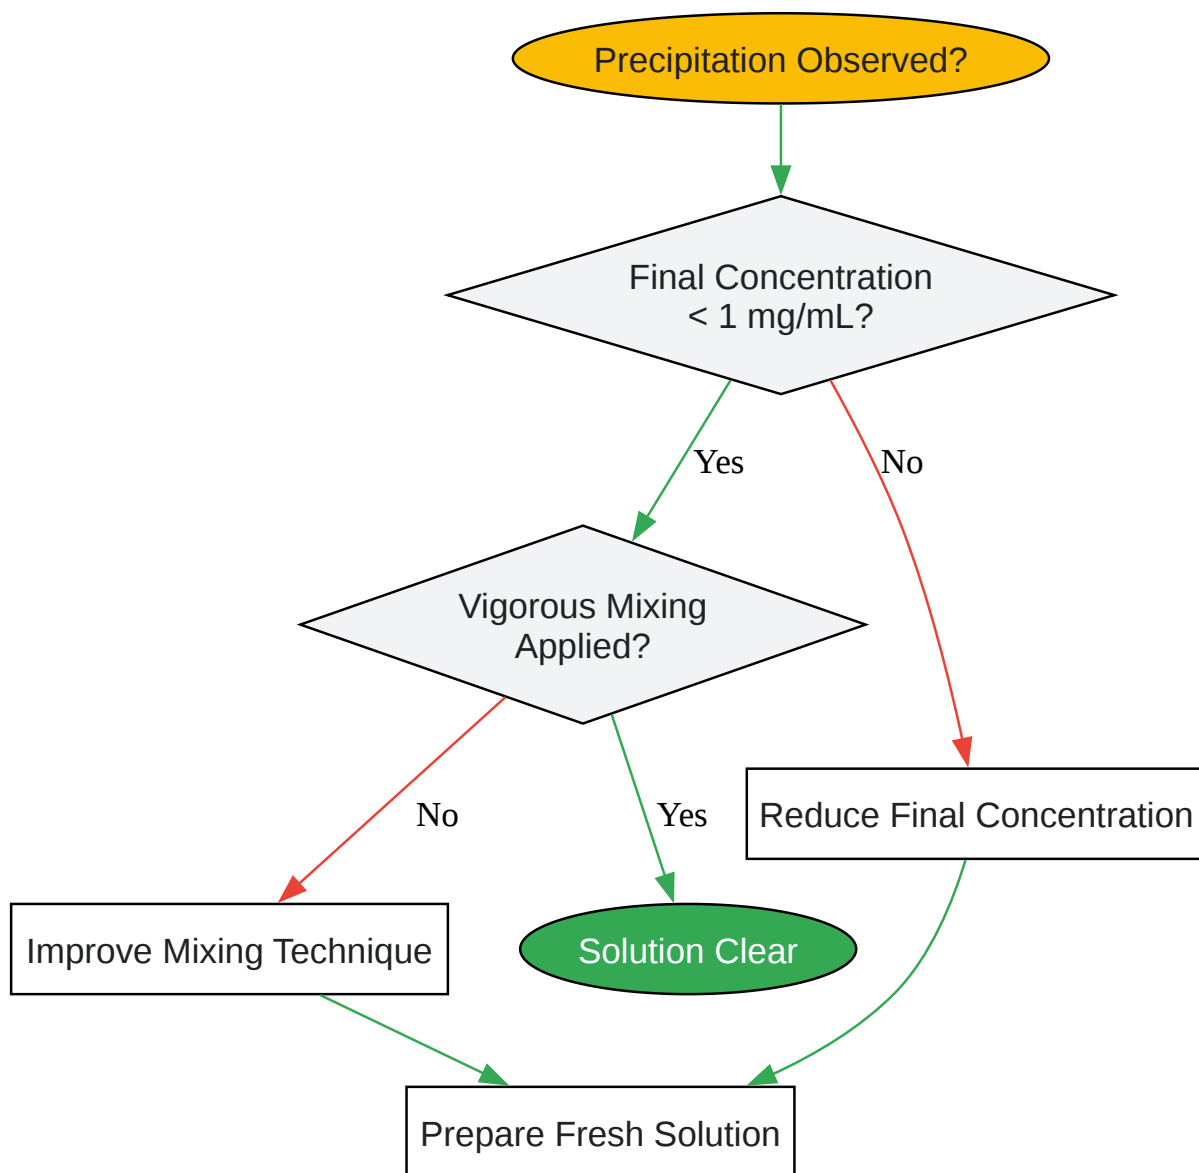 Precipitation Observed?
Final Concentration
< 1 mg/mL?
Yes
No
Vigorous Mixing
Applied?
No
Yes
Reduce Final Concentration
Improve Mixing Technique
Solution Clear
Prepare Fresh Solution